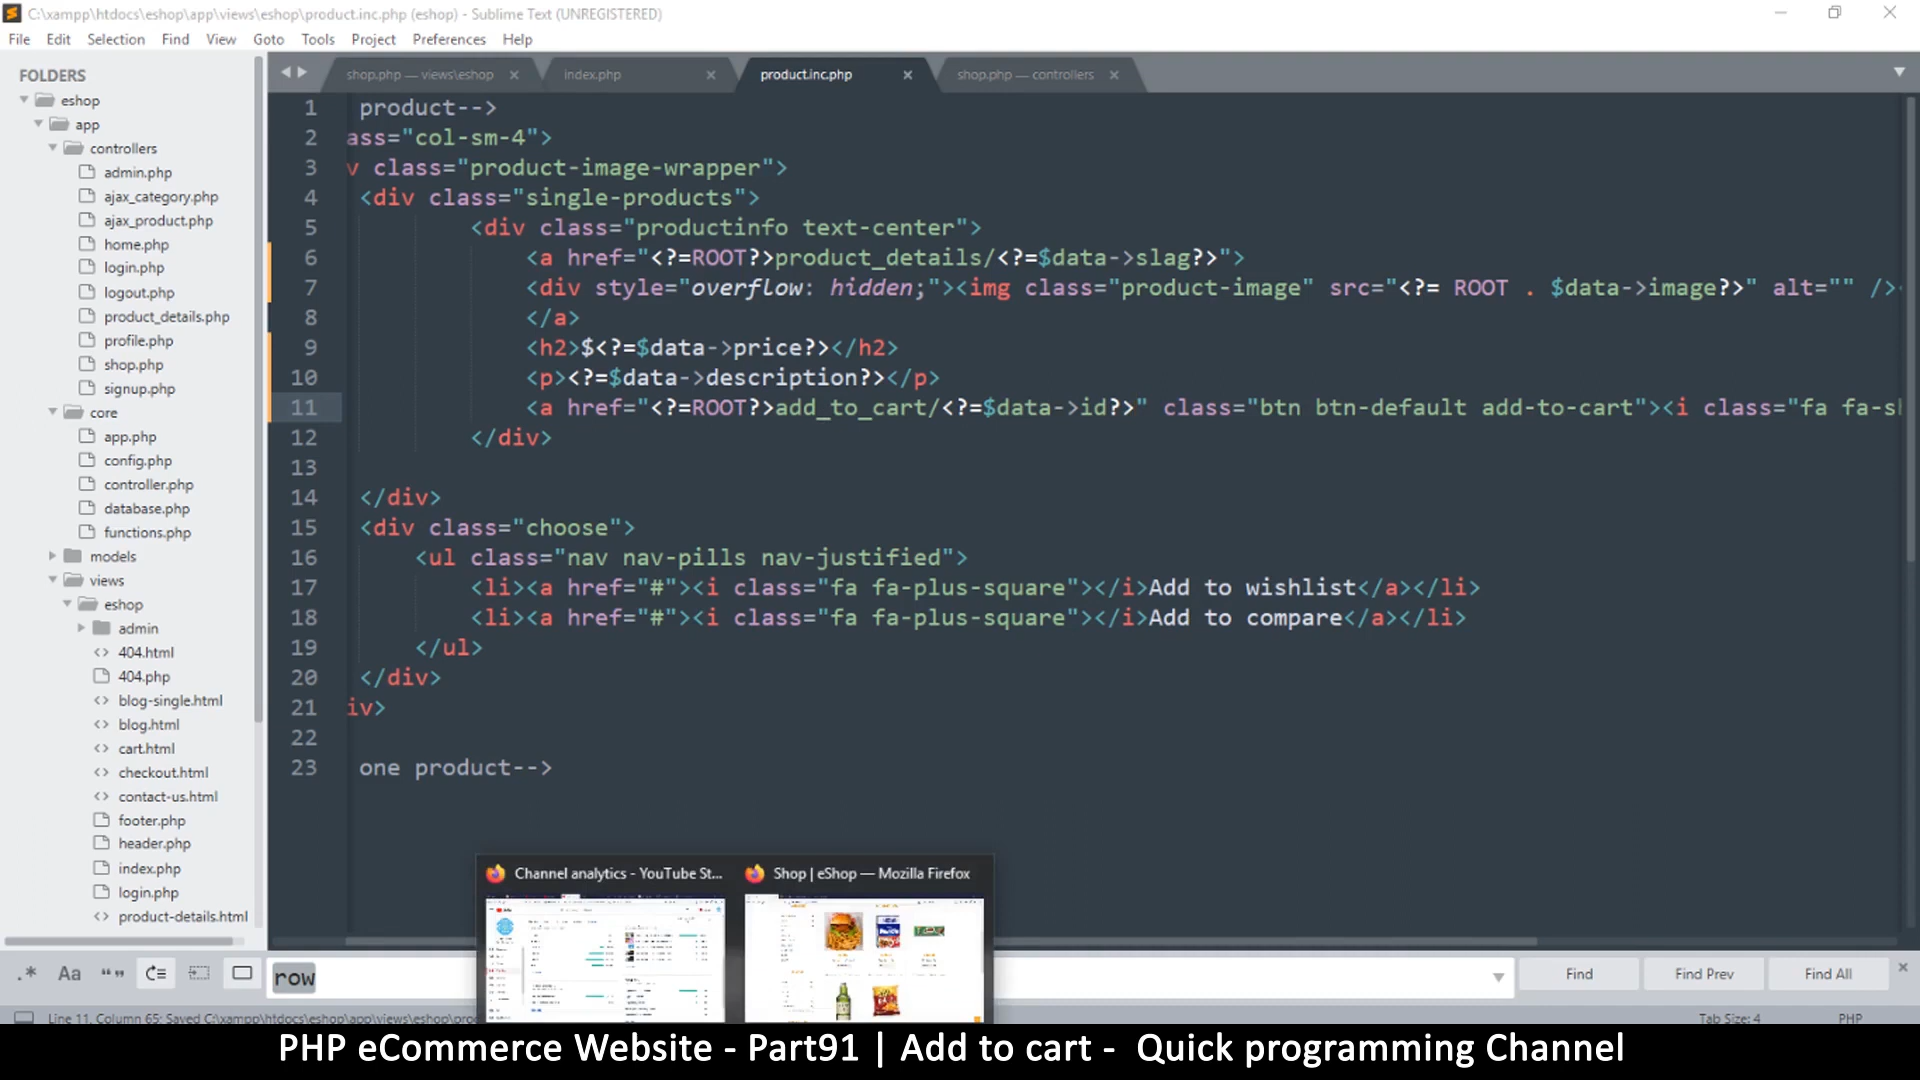 C:\xampp\htdocs\eshop\app\views\eshop\product.inc.php (eshop) - Sublime Text (UNREGISTERED)
File Edit Selection Find View Goto Tools Project Preferences Help
FOLDERS
eshop
app
controllers
admin.php
ajax_category.php
ajax_product.php
home.php
login.php
logout.php
product_details.php
profile.php
shop.php
signup.php
core
app.php
config.php
controller.php
database.php
functions.php
models
views
eshop
admin
404.html
404.php
blog-single.html
blog.html
cart.html
checkout.html
contact-us.html
footer.php
header.php
index.php
login.php
product-details.html
shop.php — views\eshop index.php product.inc.php shop.php — controllers
1 product-->
2 ass="col-sm-4">
3 v class="product-image-wrapper">
4 <div class="single-products">
5 <div class="productinfo text-center">
6 <a href="<?=ROOT?>product_details/<?=$data->slag?>">
7 <div style="overflow: hidden;"><img class="product-image" src="<?= ROOT . $data->image?>" alt="" />
8 </a>
9 <h2>$<?=$data->price?></h2>
10 <p><?=$data->description?></p>
11 <a href="<?=ROOT?>add_to_cart/<?=$data->id?>" class="btn btn-default add-to-cart"><i class="fa fa-s
12 </div>
13
14 </div>
15 <div class="choose">
16 <ul class="nav nav-pills nav-justified">
17 <li><a href="#"><i class="fa fa-plus-square"></i>Add to wishlist</a></li>
18 <li><a href="#"><i class="fa fa-plus-square"></i>Add to compare</a></li>
19 </ul>
20 </div>
21 iv>
22
23 one product-->
Channel analytics - YouTube St... Shop | eShop — Mozilla Firefox
.* Aa “ ” row Find Find Prev Find All
Line 11, Column 65: Saved C:\xampp\htdocs\eshop\app\views\eshop\pro Tab Size: 4 PHP
PHP eCommerce Website - Part91 | Add to cart - Quick programming Channel